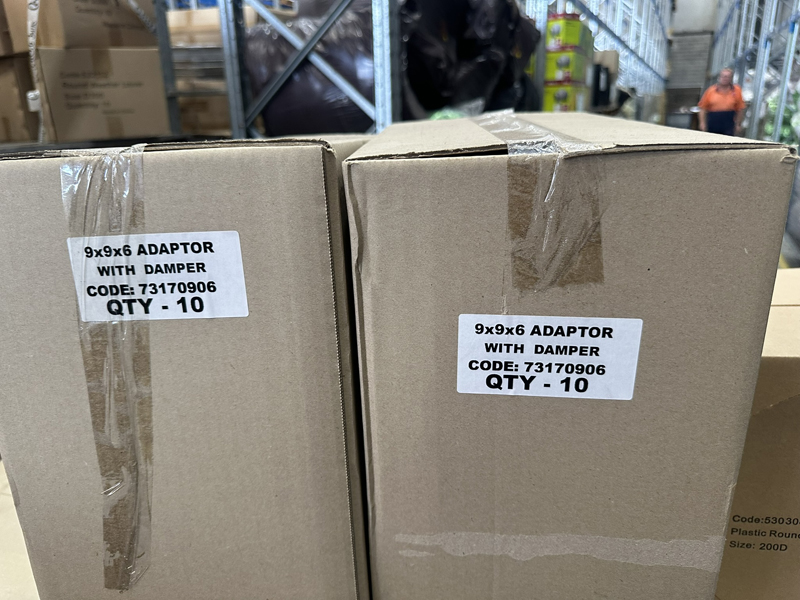 9x9x6 ADAPTOR
WITH DAMPER
CODE: 73170906
QTY - 10
9x9x6 ADAPTOR
WITH DAMPER
CODE: 73170906
QTY - 10
Code:5303
Plastic Roun
Size: 200D